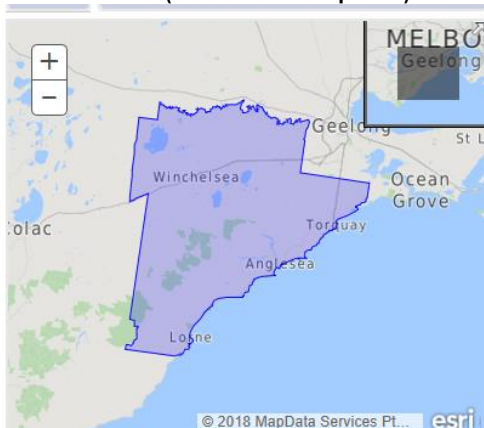 +
−
MELBO
Geelong
Geelong
St L
Winchelsea
Ocean
Grove
Colac
Torquay
Anglesea
Lorne
© 2018 MapData Services Pt...
esri